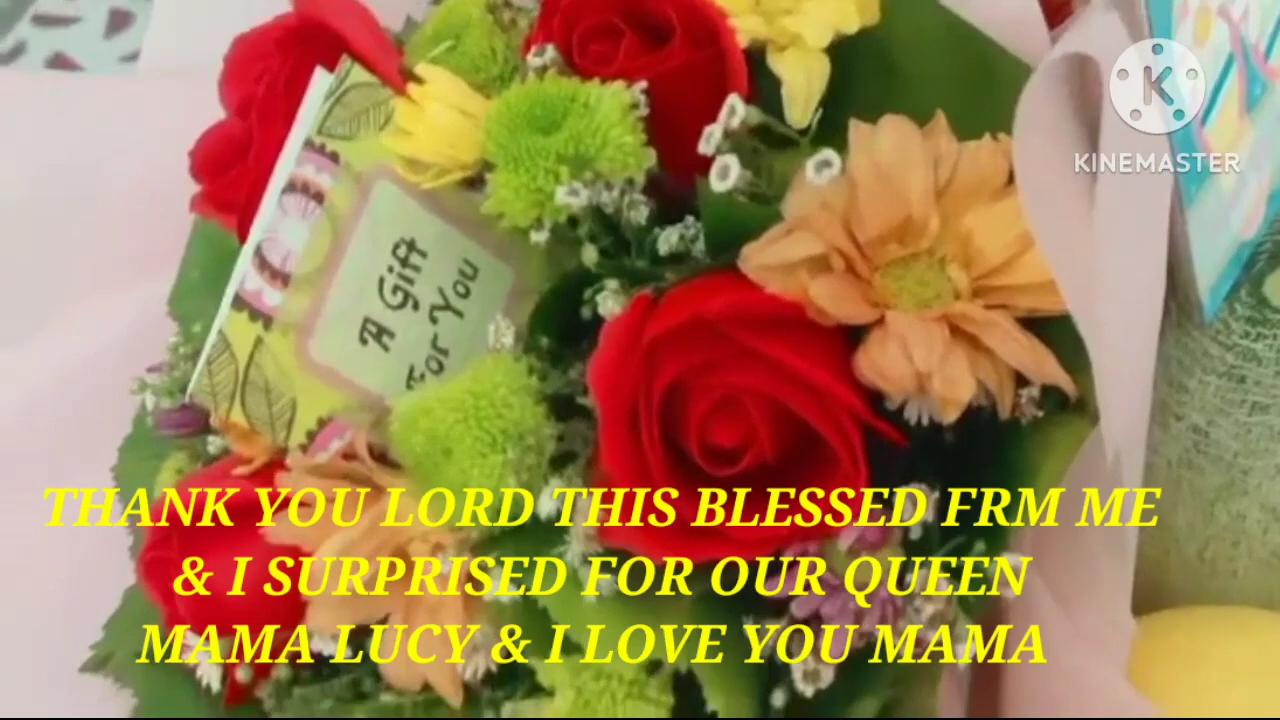 K
KINEMASTER
A Gift
For You
THANK YOU LORD THIS BLESSED FRM ME
& I SURPRISED FOR OUR QUEEN
MAMA LUCY & I LOVE YOU MAMA